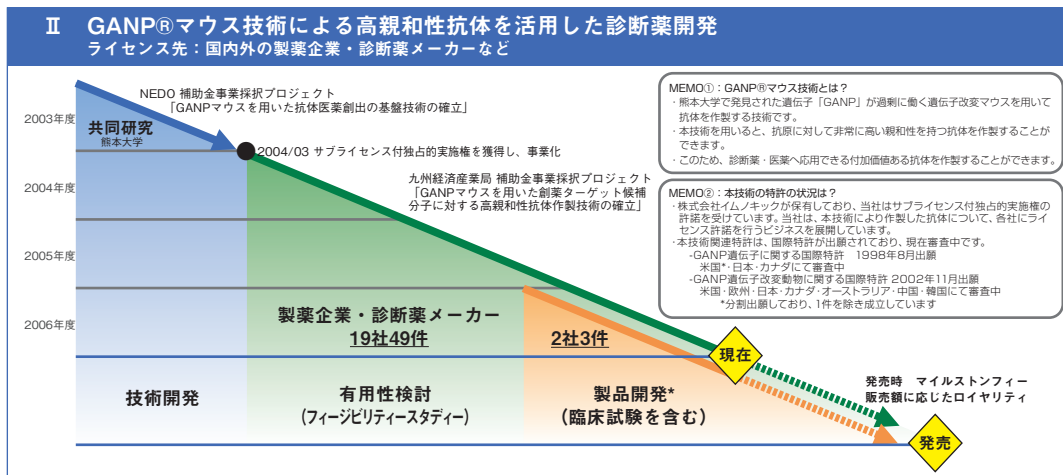 Ⅱ GANP®マウス技術による高親和性抗体を活用した診断薬開発
ライセンス先：国内外の製薬企業・診断薬メーカーなど
NEDO 補助金事業採択プロジェクト
「GANPマウスを用いた抗体医薬創出の基盤技術の確立」
2003年度
共同研究
熊本大学
2004/03 サブライセンス付独占的実施権を獲得し、事業化
九州経済産業局 補助金事業採択プロジェクト
「GANPマウスを用いた創薬ターゲット候補
分子に対する高親和性抗体作製技術の確立」
2004年度
2005年度
2006年度
MEMO①：GANP®マウス技術とは？
・熊本大学で発見された遺伝子「GANP」が過剰に働く遺伝子改変マウスを用いて
抗体を作製する技術です。
・本技術を用いると、抗原に対して非常に高い親和性を持つ抗体を作製することが
できます。
・このため、診断薬・医薬へ応用できる付加価値ある抗体を作製することができます。
MEMO②：本技術の特許の状況は？
・株式会社イムノキックが保有しており、当社はサブライセンス付独占的実施権の
許諾を受けています。当社は、本技術により作製した抗体について、各社にライ
センス許諾を行うビジネスを展開しています。
・本技術関連特許は、国際特許が出願されており、現在審査中です。
-GANP遺伝子に関する国際特許 1998年8月出願
米国*・日本・カナダにて審査中
-GANP遺伝子改変動物に関する国際特許 2002年11月出願
米国・欧州・日本・カナダ・オーストラリア・中国・韓国にて審査中
*分割出願しており、1件を除き成立しています
製薬企業・診断薬メーカー
19社49件
2社3件
現在
技術開発
有用性検討
(フィージビリティースタディー)
製品開発*
(臨床試験を含む)
発売時 マイルストンフィー
販売額に応じたロイヤリティ
発売